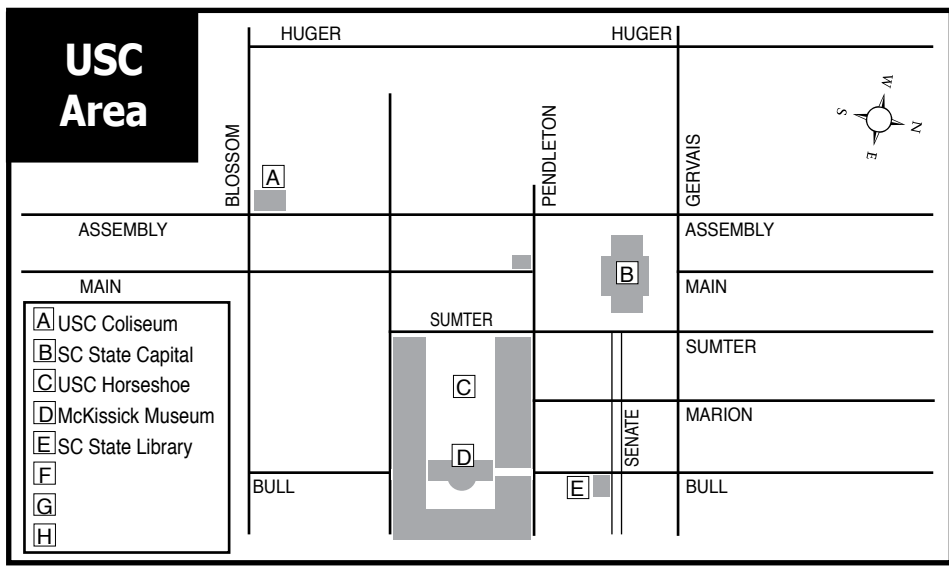 USC
Area
HUGER
HUGER
W
S
N
E
BLOSSOM
PENDLETON
GERVAIS
A
ASSEMBLY
ASSEMBLY
B
MAIN
MAIN
A USC Coliseum
B SC State Capital
C USC Horseshoe
D McKissick Museum
E SC State Library
F
G
H
SUMTER
SUMTER
C
MARION
SENATE
D
BULL
E
BULL